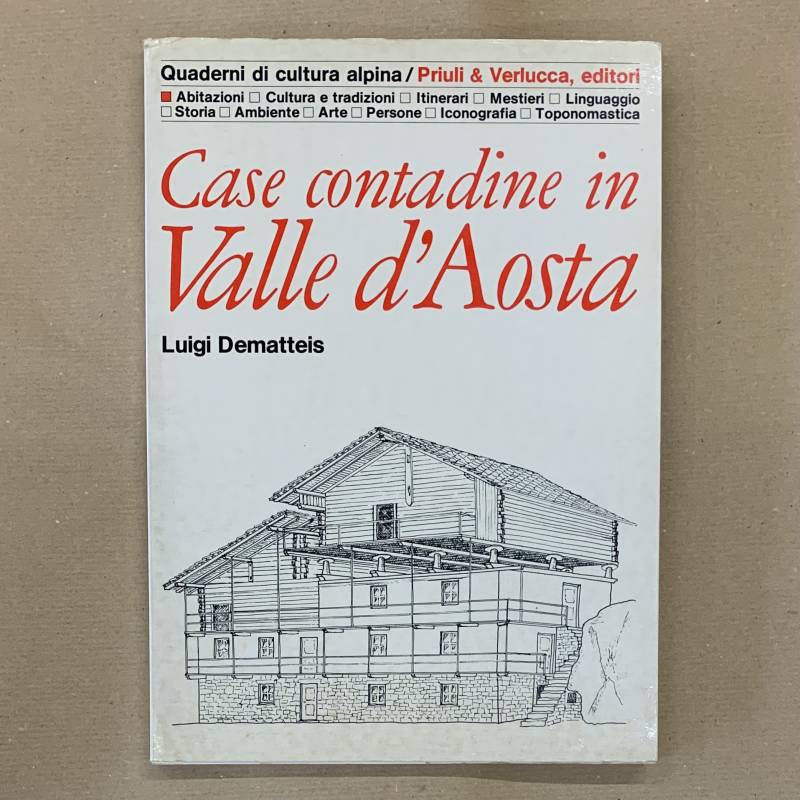 Quaderni di cultura alpina / Priuli & Verlucca, editori
■ Abitazioni □ Cultura e tradizioni □ Itinerari □ Mestieri □ Linguaggio
□ Storia □ Ambiente □ Arte □ Persone □ Iconografia □ Toponomastica
Case contadine in
Valle d'Aosta
Luigi Dematteis